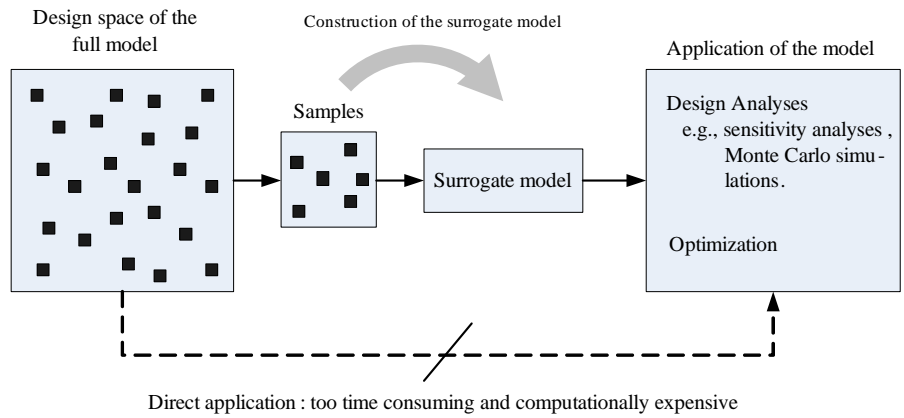 Design space of the
full model
Construction of the surrogate model
Application of the model
Samples
Surrogate model
Design Analyses
e.g., sensitivity analyses ,
Monte Carlo simu-
lations.
Optimization
Direct application : too time consuming and computationally expensive